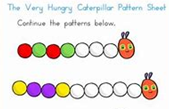 The Very Hungry Caterpillar Pattern Sheet
Continue the patterns below.